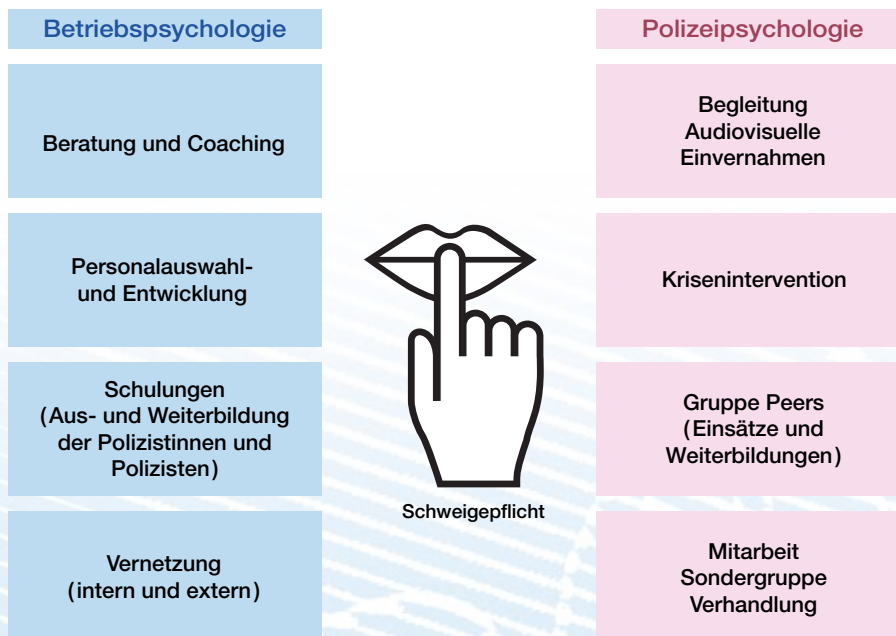 Betriebspsychologie
Beratung und Coaching
Personalauswahl-
und Entwicklung
Schulungen
(Aus- und Weiterbildung
der Polizistinnen und
Polizisten)
Vernetzung
(intern und extern)
Schweigepflicht
Polizeipsychologie
Begleitung
Audiovisuelle
Einvernahmen
Krisenintervention
Gruppe Peers
(Einsätze und
Weiterbildungen)
Mitarbeit
Sondergruppe
Verhandlung